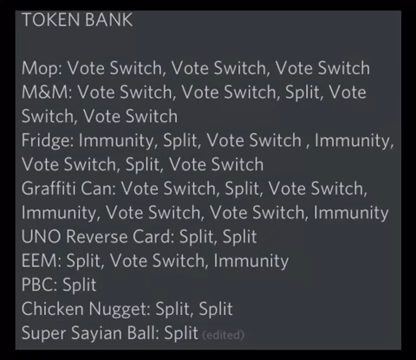 TOKEN BANK
Mop: Vote Switch, Vote Switch, Vote Switch
M&M: Vote Switch, Vote Switch, Split, Vote
Switch, Vote Switch
Fridge: Immunity, Split, Vote Switch , Immunity,
Vote Switch, Split, Vote Switch
Graffiti Can: Vote Switch, Split, Vote Switch,
Immunity, Vote Switch, Vote Switch, Immunity
UNO Reverse Card: Split, Split
EEM: Split, Vote Switch, Immunity
PBC: Split
Chicken Nugget: Split, Split
Super Sayian Ball: Split (edited)